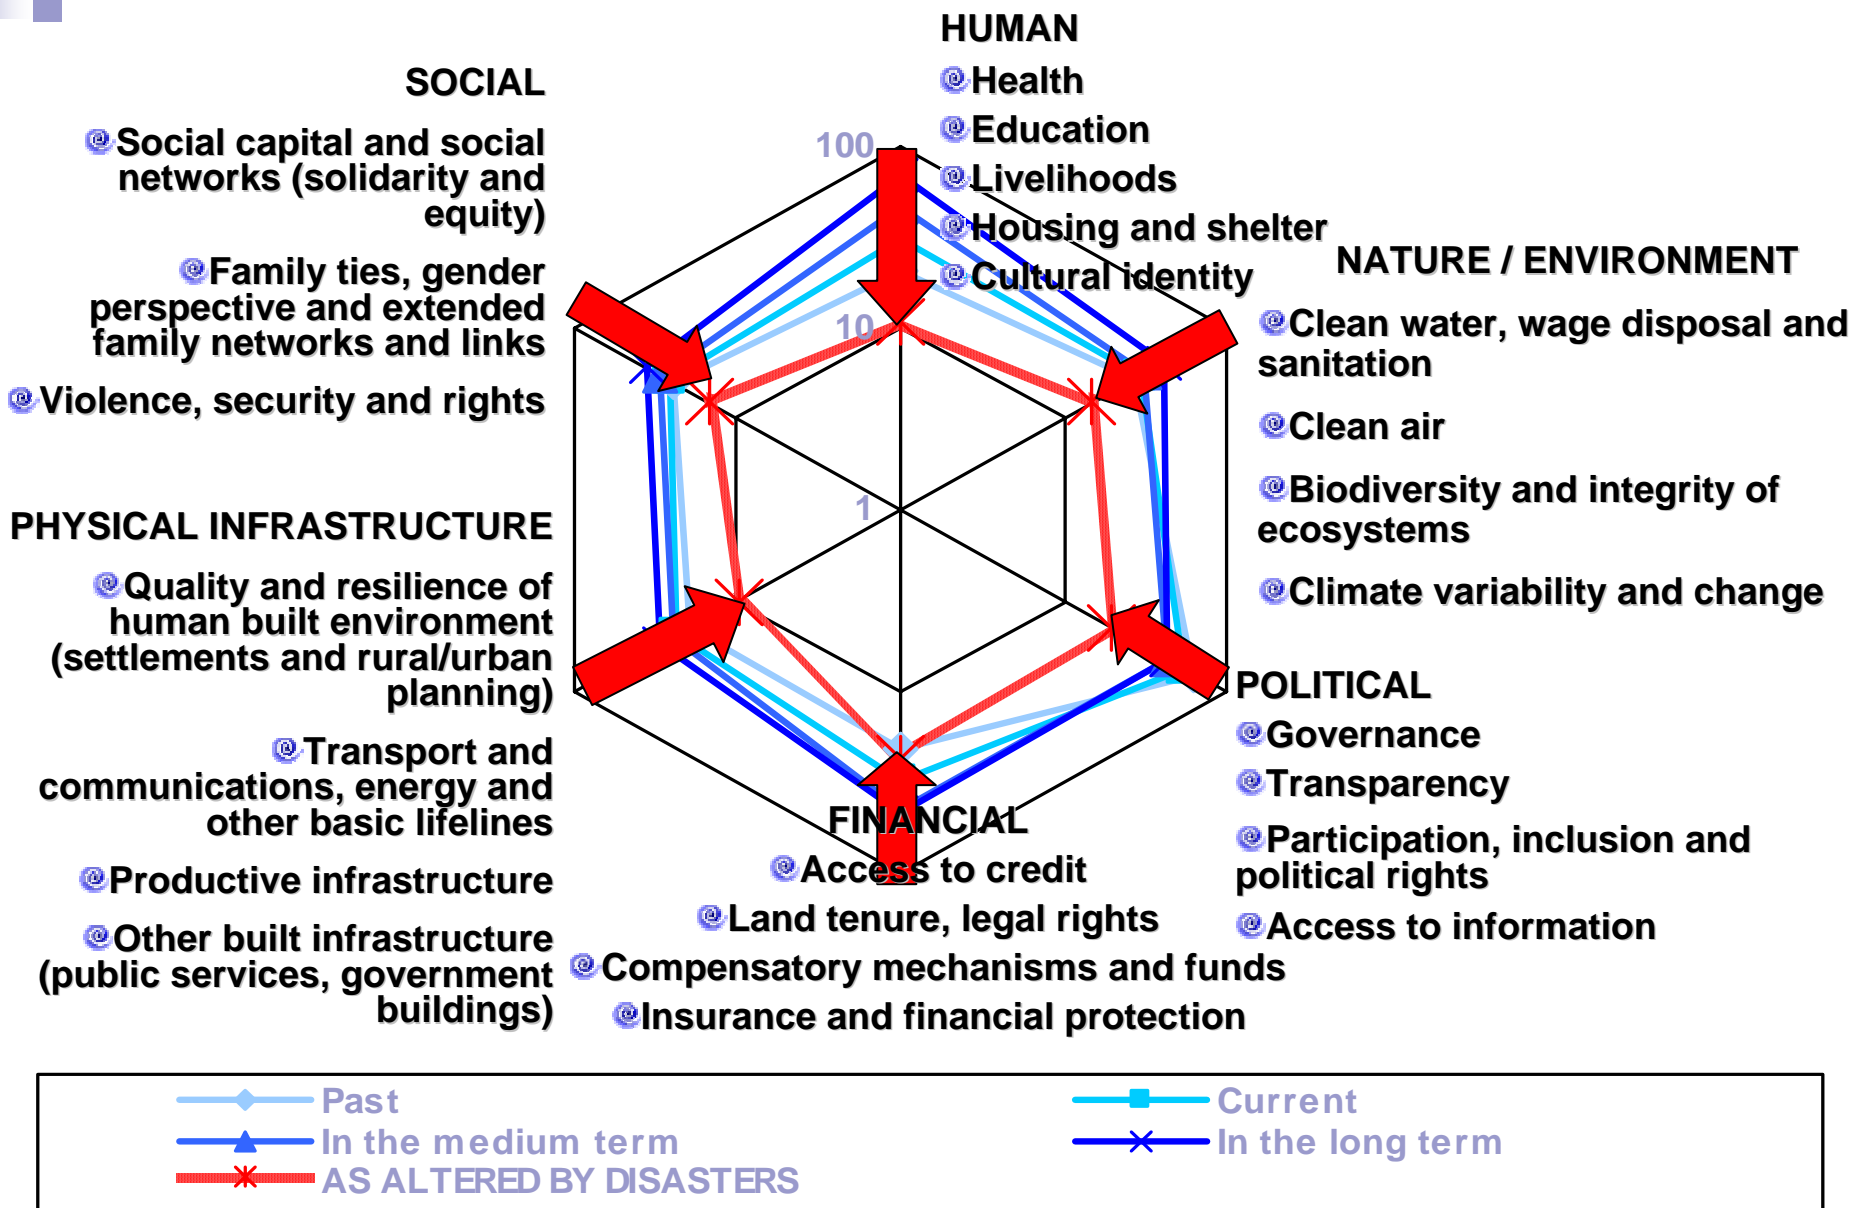 HUMAN
Health
Education
Livelihoods
Housing and shelter
Cultural identity
SOCIAL
Social capital and social
networks (solidarity and
equity)
Family ties, gender
perspective and extended
family networks and links
Violence, security and rights
100
10
1
NATURE / ENVIRONMENT
Clean water, wage disposal and
sanitation
Clean air
Biodiversity and integrity of
ecosystems
Climate variability and change
PHYSICAL INFRASTRUCTURE
Quality and resilience of
human built environment
(settlements and rural/urban
planning)
Transport and
communications, energy and
other basic lifelines
Productive infrastructure
Other built infrastructure
(public services, government
buildings)
POLITICAL
Governance
Transparency
Participation, inclusion and
political rights
Access to information
FINANCIAL
Access to credit
Land tenure, legal rights
Compensatory mechanisms and funds
Insurance and financial protection
Past
Current
In the medium term
In the long term
AS ALTERED BY DISASTERS